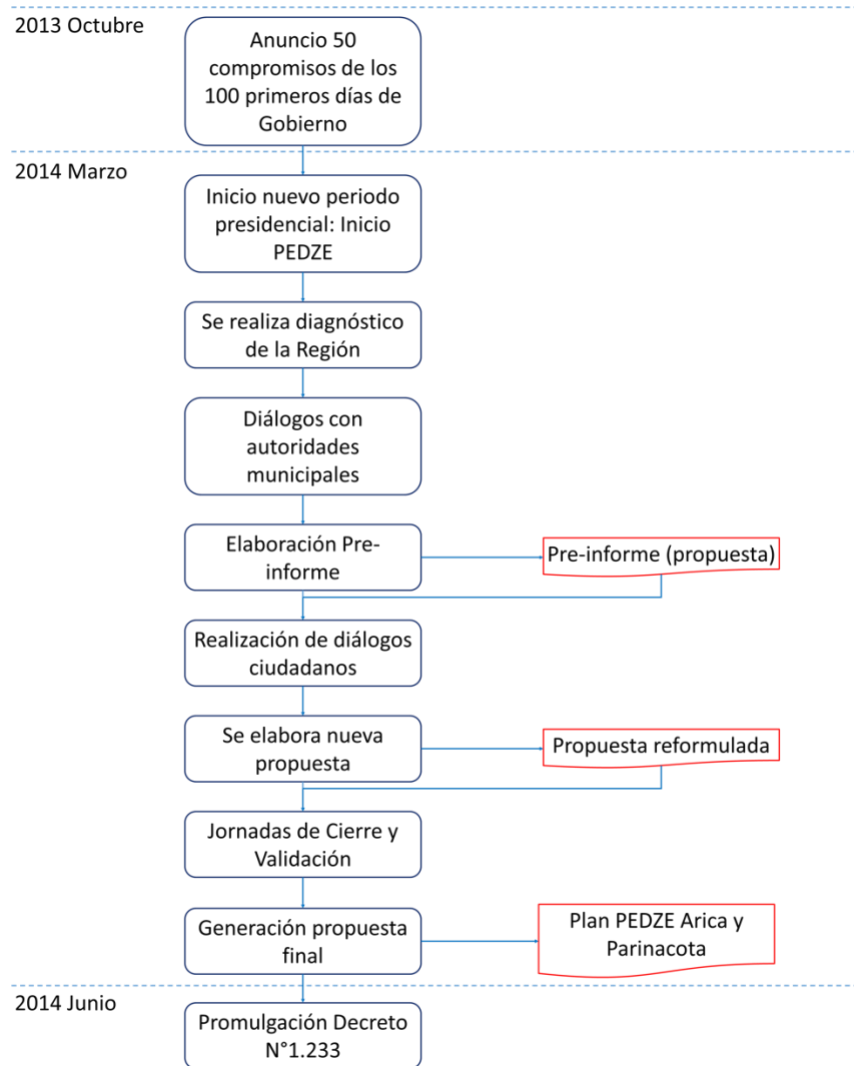 2013 Octubre
Anuncio 50
compromisos de los
100 primeros días de
Gobierno
2014 Marzo
Inicio nuevo periodo
presidencial: Inicio
PEDZE
Se realiza diagnóstico
de la Región
Diálogos con
autoridades
municipales
Elaboración Pre-
informe
Pre-informe (propuesta)
Realización de diálogos
ciudadanos
Se elabora nueva
propuesta
Propuesta reformulada
Jornadas de Cierre y
Validación
Generación propuesta
final
Plan PEDZE Arica y
Parinacota
2014 Junio
Promulgación Decreto
N°1.233